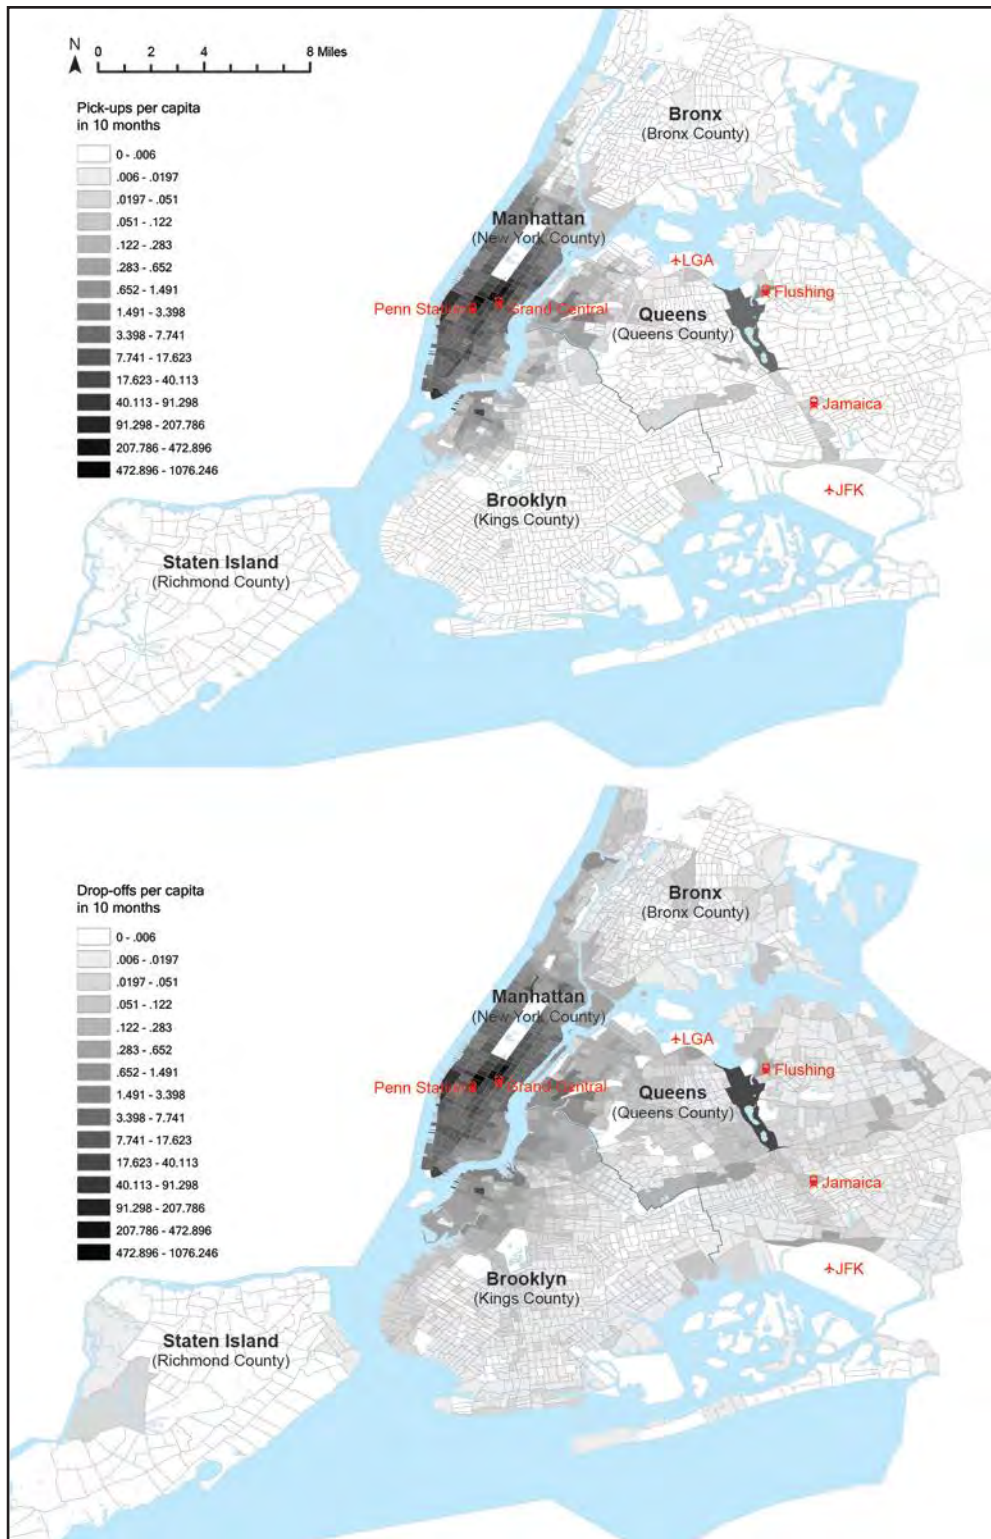 N
0 2 4 8 Miles
Pick-ups per capita
in 10 months
0 - .006
.006 - .0197
.0197 - .051
.051 - .122
.122 - .283
.283 - .652
.652 - 1.491
1.491 - 3.398
3.398 - 7.741
7.741 - 17.623
17.623 - 40.113
40.113 - 91.298
91.298 - 207.786
207.786 - 472.896
472.896 - 1076.246
Bronx
(Bronx County)
Manhattan
(New York County)
LGA
Flushing
Penn Station
Grand Central
Queens
(Queens County)
Jamaica
JFK
Brooklyn
(Kings County)
Staten Island
(Richmond County)
Drop-offs per capita
in 10 months
0 - .006
.006 - .0197
.0197 - .051
.051 - .122
.122 - .283
.283 - .652
.652 - 1.491
1.491 - 3.398
3.398 - 7.741
7.741 - 17.623
17.623 - 40.113
40.113 - 91.298
91.298 - 207.786
207.786 - 472.896
472.896 - 1076.246
Bronx
(Bronx County)
Manhattan
(New York County)
LGA
Flushing
Penn Station
Grand Central
Queens
(Queens County)
Jamaica
JFK
Brooklyn
(Kings County)
Staten Island
(Richmond County)